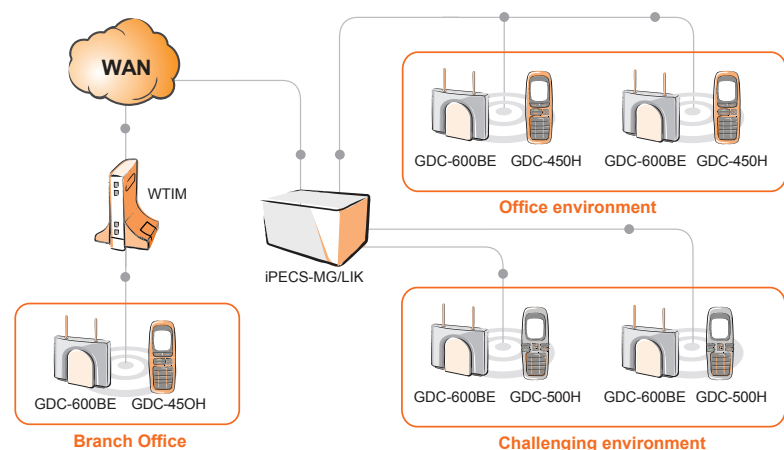 WAN
WTIM
iPECS-MG/LIK
GDC-600BE GDC-450H GDC-600BE GDC-450H
Office environment
GDC-600BE GDC-500H GDC-600BE GDC-500H
Challenging environment
GDC-600BE GDC-45OH
Branch Office